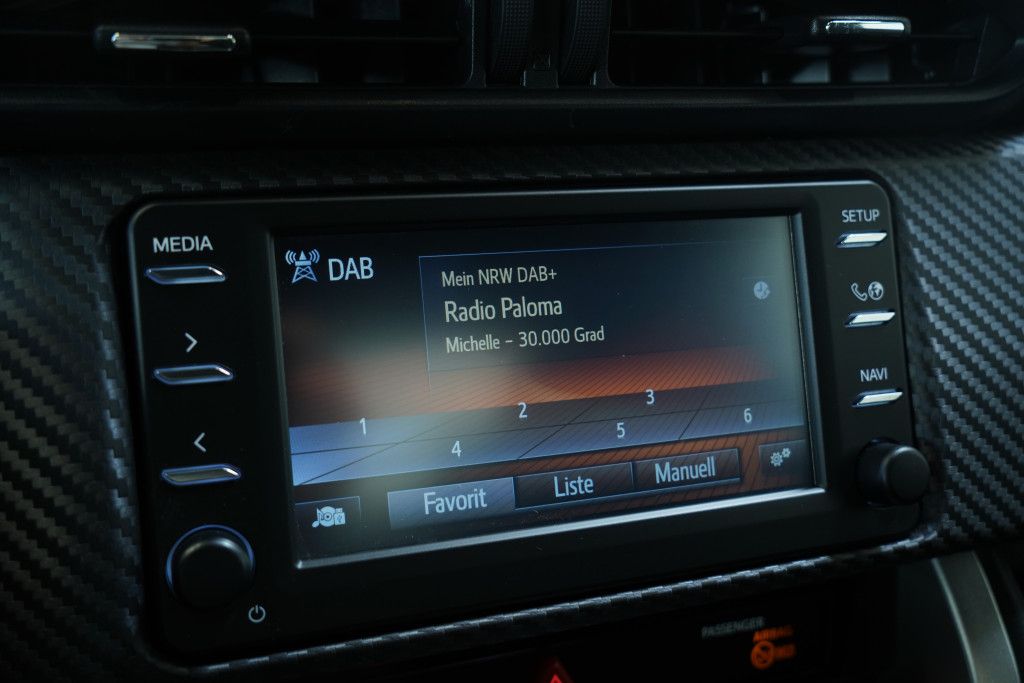 MEDIA
SETUP
DAB
Mein NRW DAB+
Radio Paloma
Michelle - 30.000 Grad
NAVI
1
2
3
4
5
6
Favorit
Liste
Manuell
PASSENGER
AIRBAG